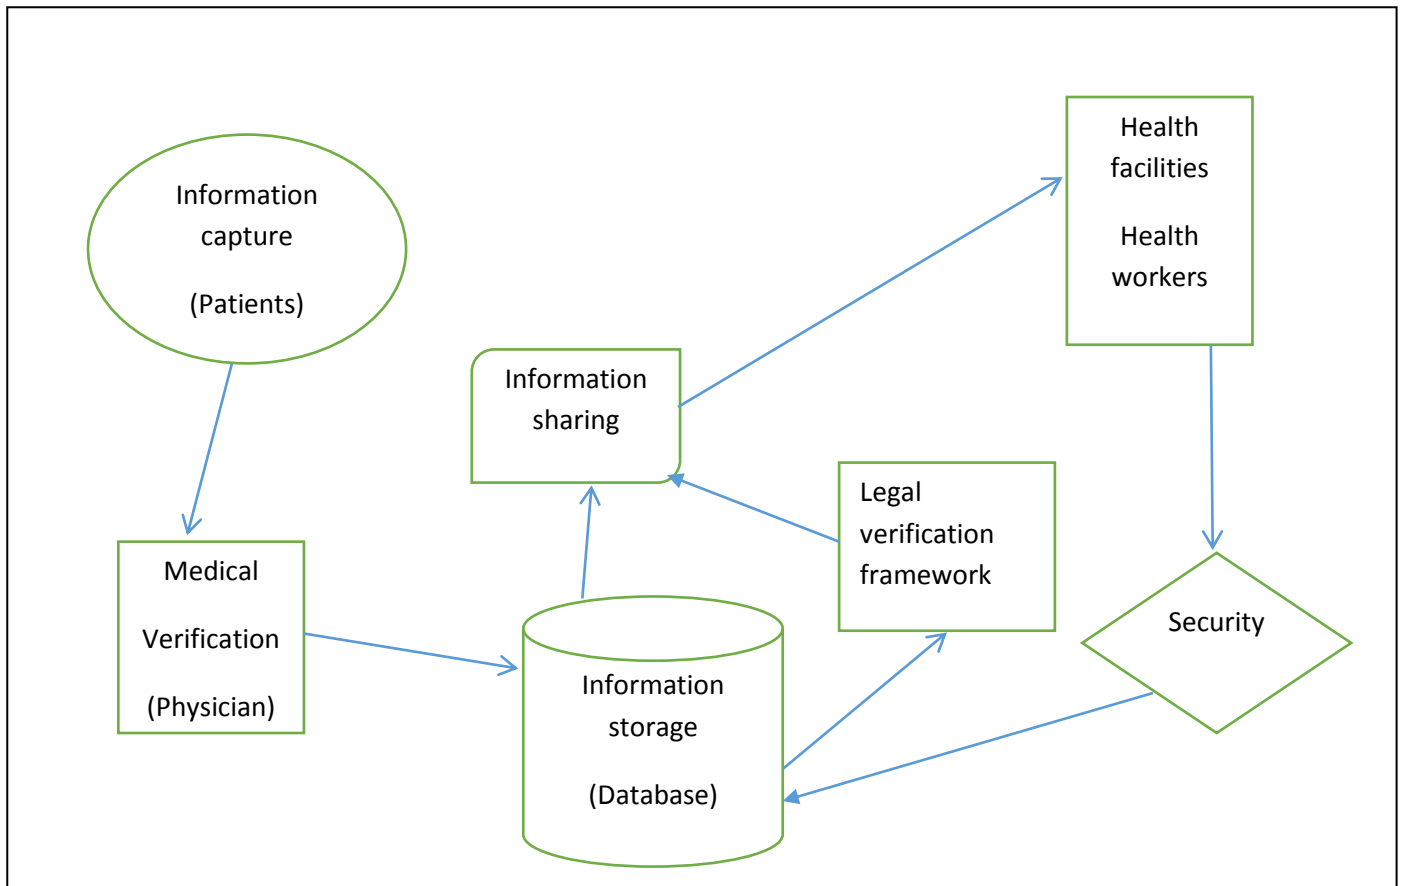 Information
capture
(Patients)
Medical
Verification
(Physician)
Information
sharing
Information
storage
(Database)
Legal
verification
framework
Health
facilities
Health
workers
Security